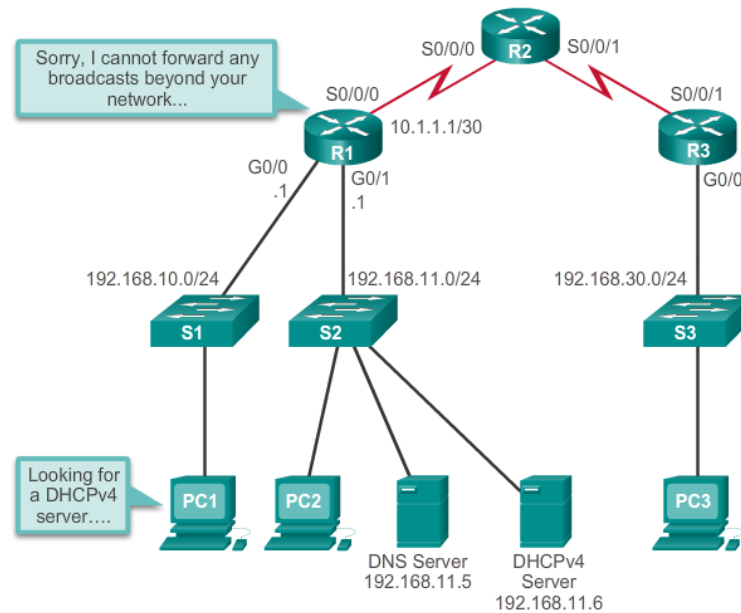 Sorry, I cannot forward any
broadcasts beyond your
network...
S0/0/0
R2
S0/0/1
S0/0/0
10.1.1.1/30
R1
S0/0/1
R3
G0/0
.1
G0/1
.1
G0/0
192.168.10.0/24
192.168.11.0/24
192.168.30.0/24
S1
S2
S3
Looking for
a DHCPv4
server....
PC1
PC2
PC3
DNS Server
192.168.11.5
DHCPv4
Server
192.168.11.6